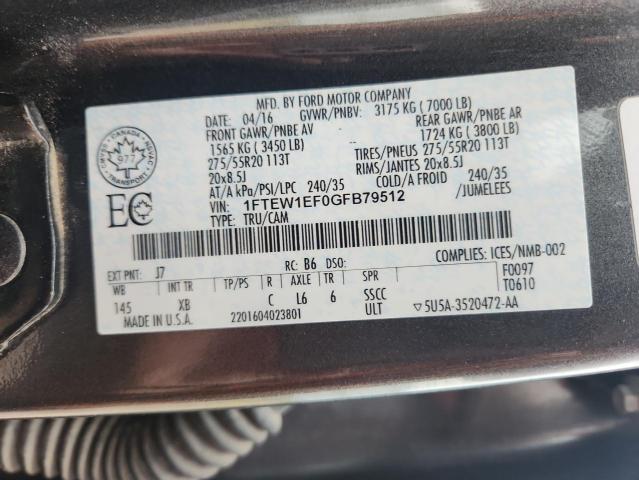 MFD. BY FORD MOTOR COMPANY
DATE: 04/16 GVWR/PNBV: 3175 KG ( 7000 LB)
FRONT GAWR/PNBE AV REAR GAWR/PNBE AR
1565 KG ( 3450 LB) 1724 KG ( 3800 LB)
275/55R20 113T TIRES/PNEUS 275/55R20 113T
20x8.5J RIMS/JANTES 20x8.5J
AT/A kPa/PSI/LPC 240/35 COLD/A FROID 240/35
VIN: 1FTEW1EF0GFB79512 /JUMELEES
TYPE: TRU/CAM
CANADA
977
TRANSPORT
EC
COMPLIES: ICES/NMB-002
EXT PNT: J7 RC: B6 DSO: F0097
WB INT TR TP/PS R AXLE TR SPR T0610
145 XB C L6 6 SSCC
MADE IN U.S.A. 2201604023801 ULT ▽5U5A-3520472-AA